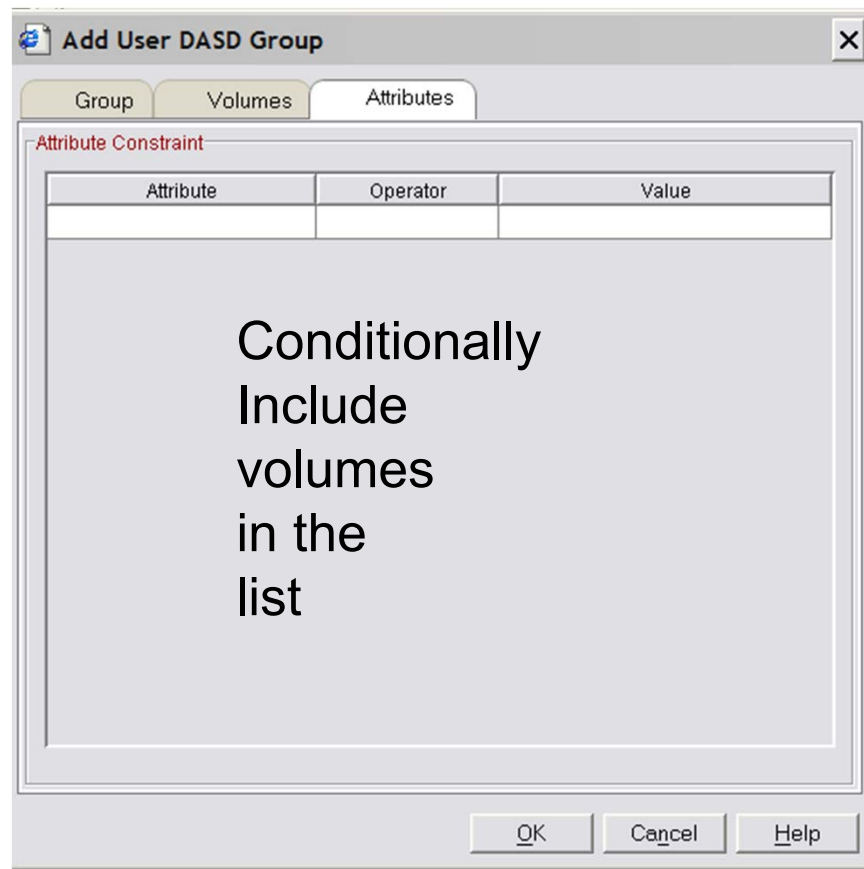 Add User DASD Group
Group Volumes Attributes
Attribute Constraint
Attribute Operator Value
Conditionally
Include
volumes
in the
list
OK Cancel Help